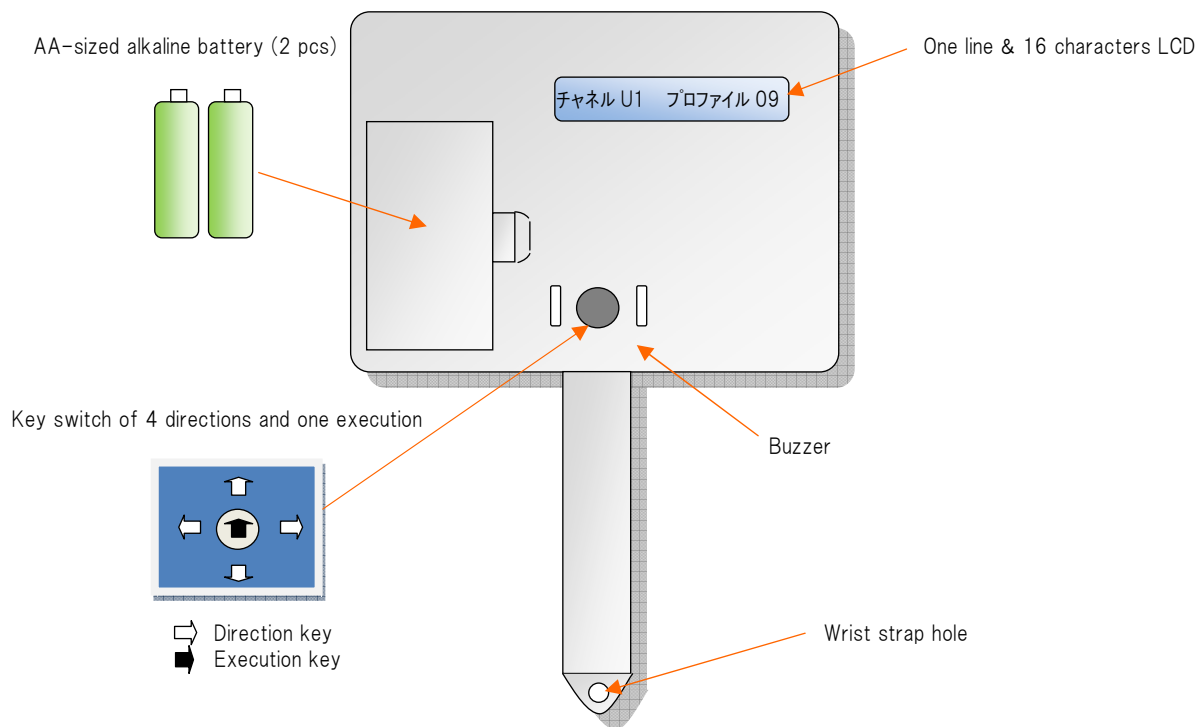 AA-sized alkaline battery (2 pcs)
One line & 16 characters LCD
チャネル U1 プロファイル 09
Key switch of 4 directions and one execution
Buzzer
Direction key
Execution key
Wrist strap hole